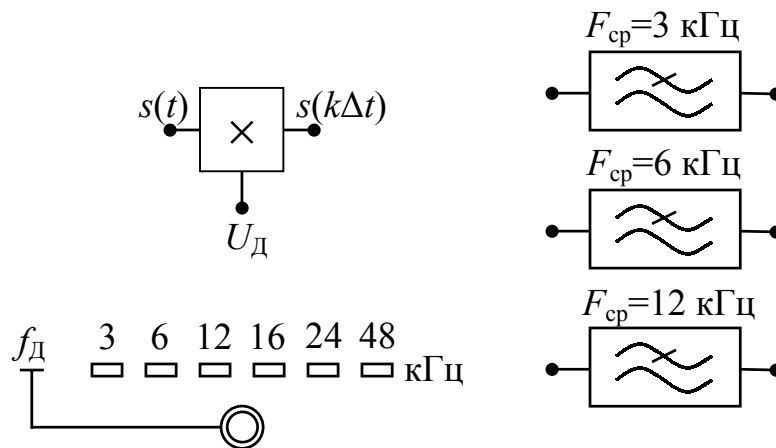 F_ср=3 кГц
s(t) s(kΔt)
U_Д
F_ср=6 кГц
F_ср=12 кГц
f_Д 3 6 12 16 24 48 кГц